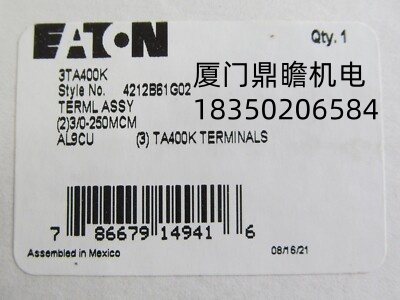 EATON
Qty. 1
3TA400K
Style No. 4212B61G02
TERML ASSY
(2)3/0-250MCM
AL9CU (3) TA400K TERMINALS
厦门鼎瞻机电
18350206584
7 86679 14941 6
Assembled in Mexico
08/16/21